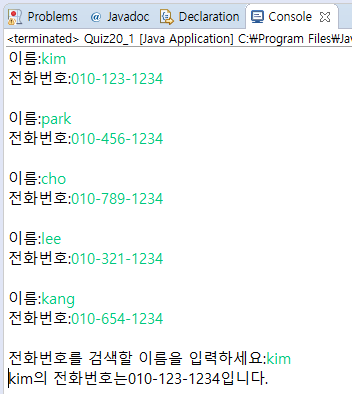 Problems @ Javadoc Declaration Console
<terminated> Quiz20_1 [Java Application] C:₩Program Files₩Ja
이름:kim
전화번호:010-123-1234
이름:park
전화번호:010-456-1234
이름:cho
전화번호:010-789-1234
이름:lee
전화번호:010-321-1234
이름:kang
전화번호:010-654-1234
전화번호를 검색할 이름을 입력하세요:kim
kim의 전화번호는010-123-1234입니다.